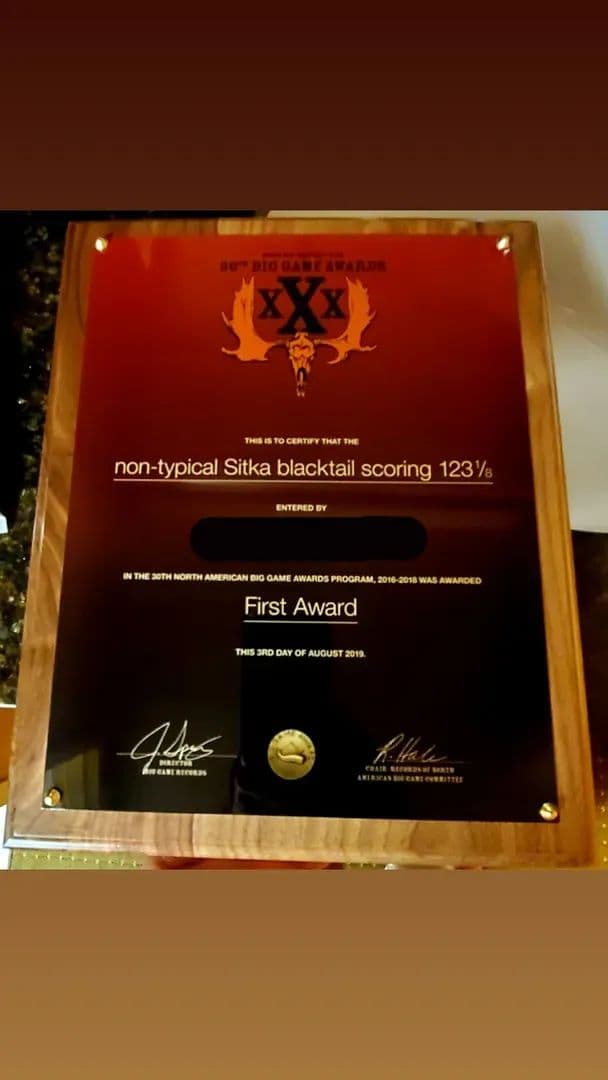 30TH BIG GAME AWARDS
XXX
THIS IS TO CERTIFY THAT THE
non-typical Sitka blacktail scoring 123 1/8
ENTERED BY
IN THE 30TH NORTH AMERICAN BIG GAME AWARDS PROGRAM, 2016-2018 WAS AWARDED
First Award
THIS 3RD DAY OF AUGUST 2019.
DIRECTOR
BIG GAME RECORDS
R. Hale
CHAIR RECORDS OF NORTH
AMERICAN BIG GAME COMMITTEE